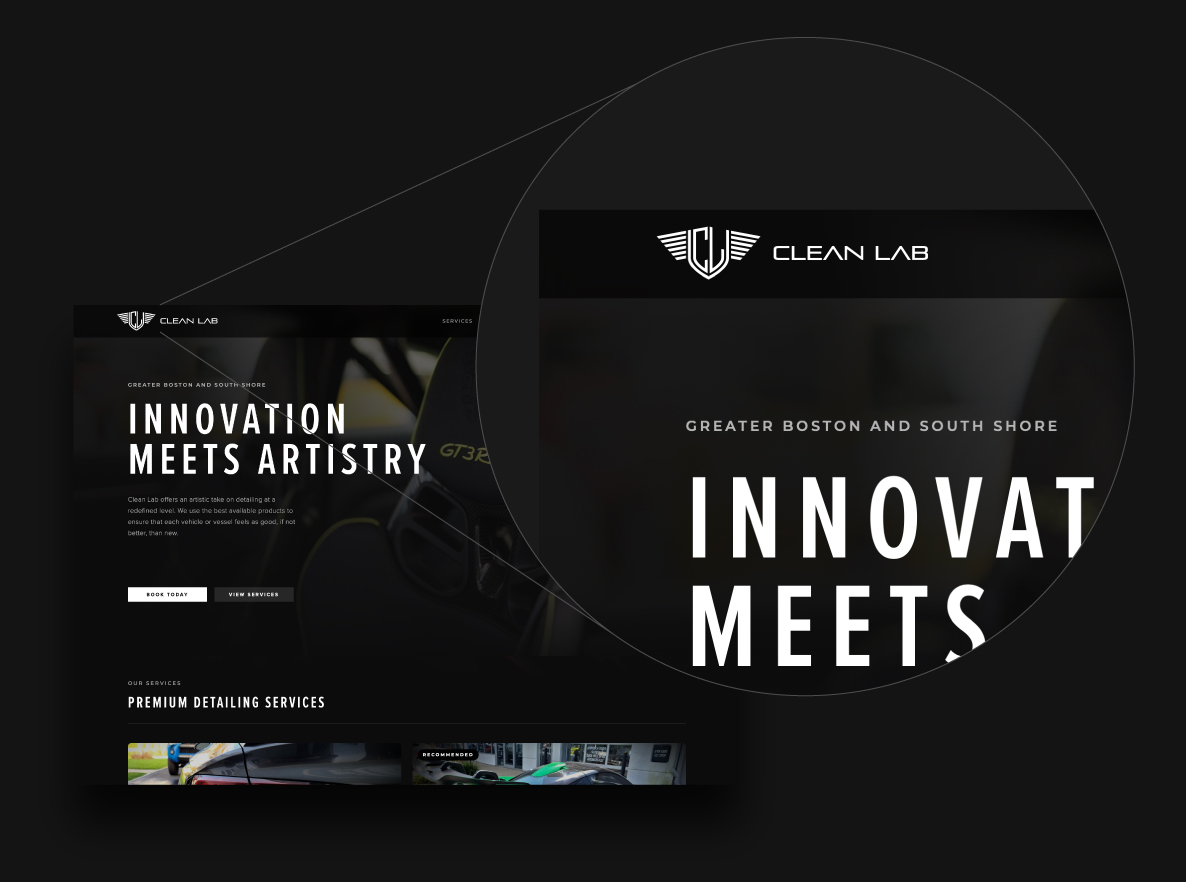 CLEAN LAB
SERVICES
GREATER BOSTON AND SOUTH SHORE
INNOVATION
MEETS ARTISTRY
GT3R
Clean Lab offers an artistic take on detailing at a
redefined level. We use the best available products to
ensure that each vehicle or vessel feels as good, if not
better, than new.
BOOK TODAY
VIEW SERVICES
OUR SERVICES
PREMIUM DETAILING SERVICES
RECOMMENDED
CLEAN LAB
GREATER BOSTON AND SOUTH SHORE
INNOVAT
MEETS